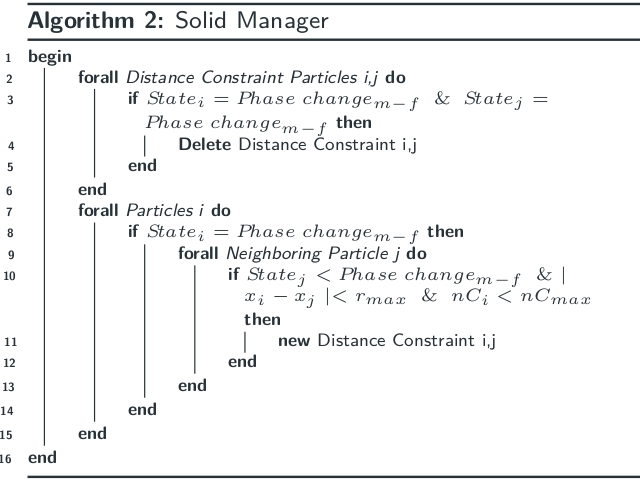 Algorithm 2: Solid Manager
1 begin
2 forall Distance Constraint Particles i,j do
3 if State_i = Phase change_{m-f} & State_j =
Phase change_{m-f} then
4 Delete Distance Constraint i,j
5 end
6 end
7 forall Particles i do
8 if State_i = Phase change_{m-f} then
9 forall Neighboring Particle j do
10 if State_j < Phase change_{m-f} & |
x_i - x_j |< r_{max} & nC_i < nC_{max}
then
11 new Distance Constraint i,j
12 end
13 end
14 end
15 end
16 end